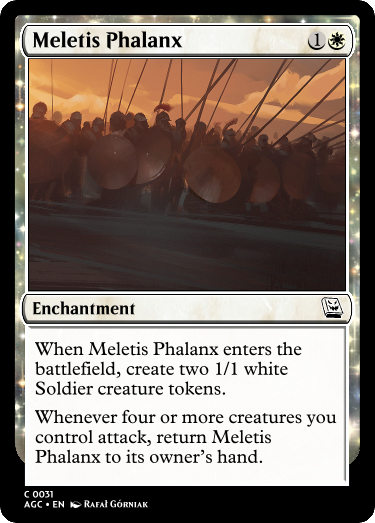 Meletis Phalanx 1
Enchantment
When Meletis Phalanx enters the
battlefield, create two 1/1 white
Soldier creature tokens.
Whenever four or more creatures you
control attack, return Meletis
Phalanx to its owner's hand.
C 0031
AGC • EN Rafał Górniak